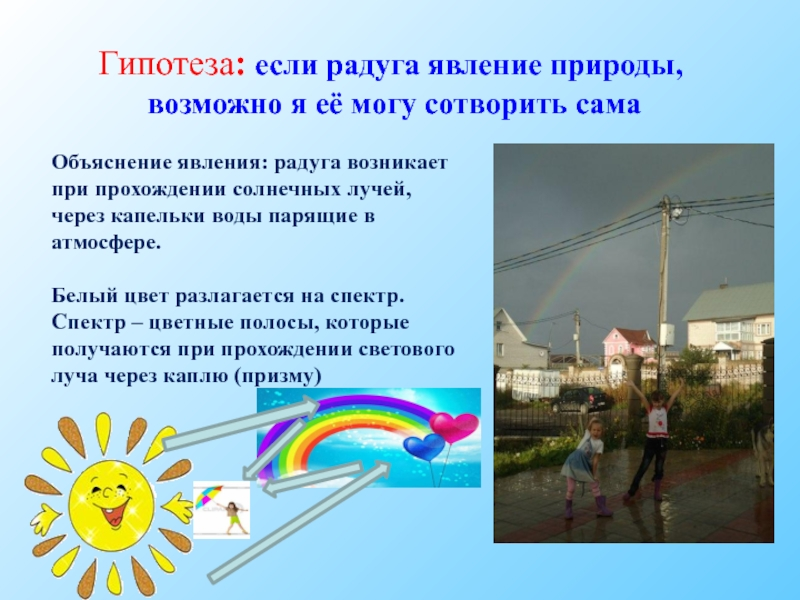 Гипотеза: если радуга явление природы,
возможно я её могу сотворить сама
Объяснение явления: радуга возникает
при прохождении солнечных лучей,
через капельки воды парящие в
атмосфере.
Белый цвет разлагается на спектр.
Спектр – цветные полосы, которые
получаются при прохождении светового
луча через каплю (призму)